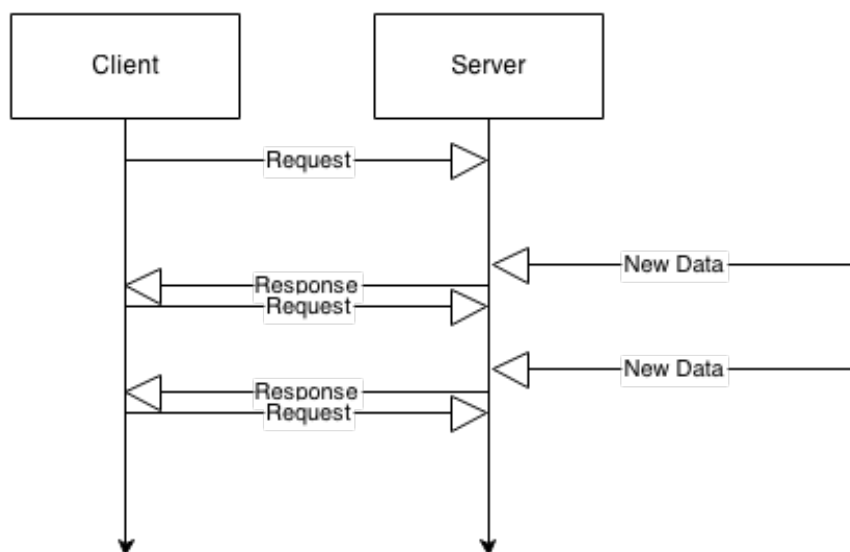 Client
Server
Request
New Data
Response
Request
New Data
Response
Request